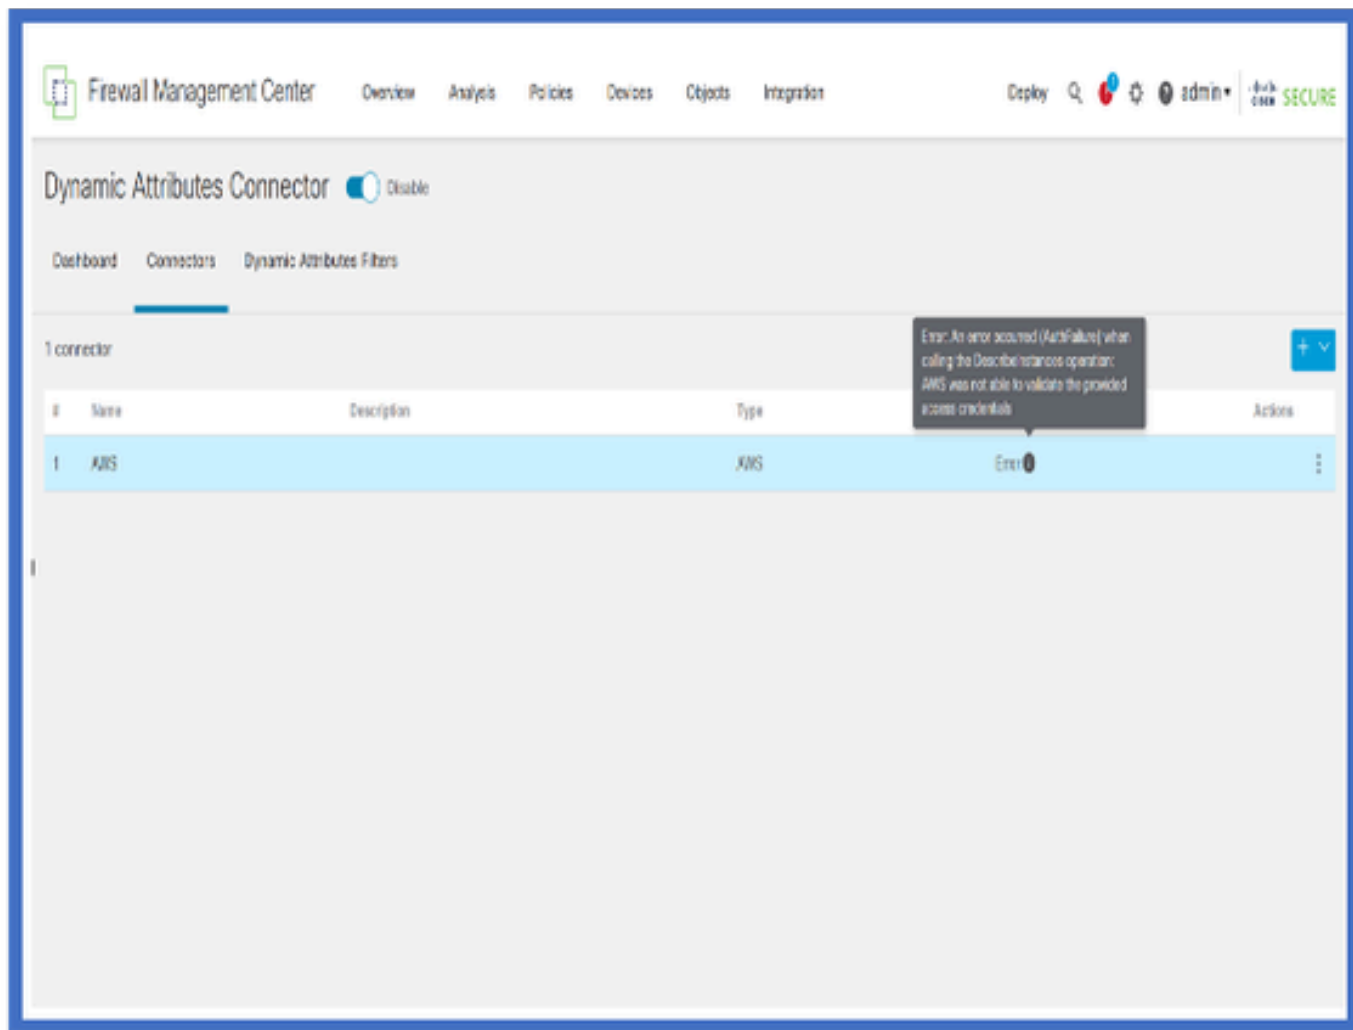 Firewall Management Center
Overview
Analysis
Policies
Devices
Objects
Integration
Deploy
admin
CISCO
SECURE
Dynamic Attributes Connector
Disable
Dashboard
Connectors
Dynamic Attributes Filters
1 connector
Error: An error occurred (AuthFailure) when
calling the DescribeInstances operation:
AWS was not able to validate the provided
access credentials
+
#
Name
Description
Type
Actions
1
AWS
AWS
Error